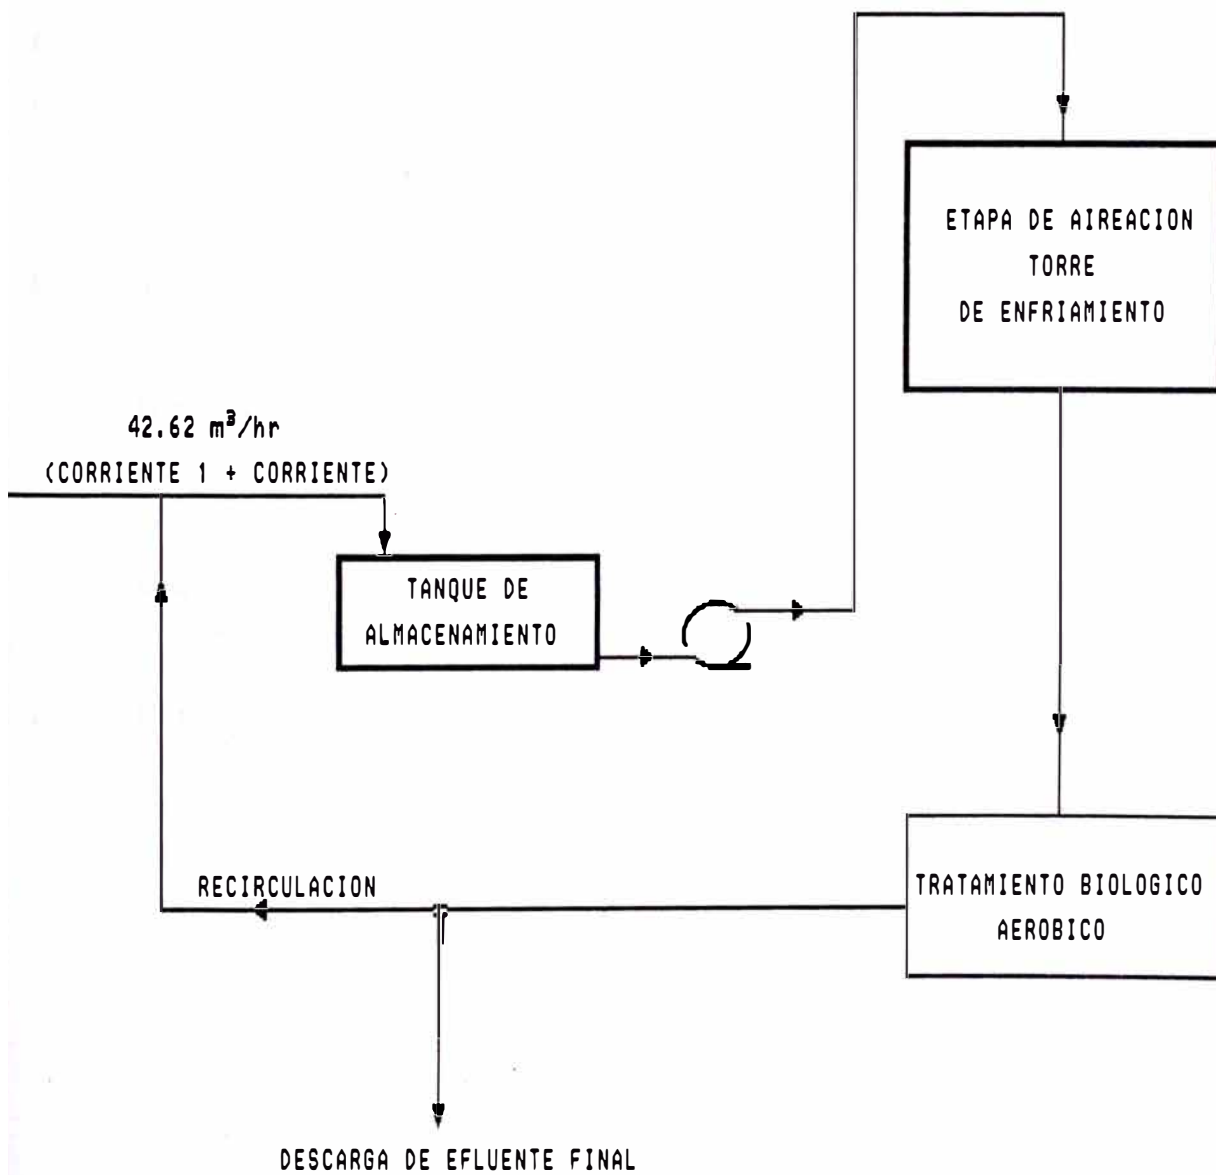 ETAPA DE AIREACION
TORRE
DE ENFRIAMIENTO
42.62 m³/hr
(CORRIENTE 1 + CORRIENTE)
TANQUE DE
ALMACENAMIENTO
RECIRCULACION
TRATAMIENTO BIOLOGICO
AEROBICO
DESCARGA DE EFLUENTE FINAL